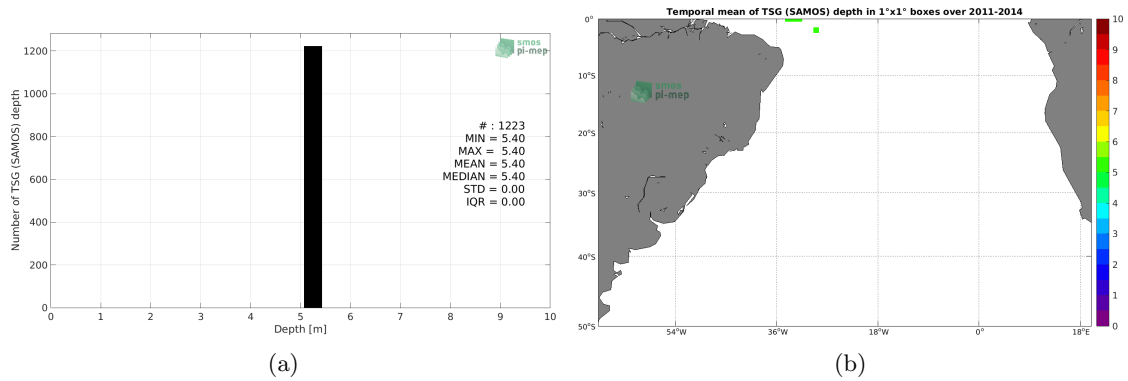 Number of TSG (SAMOS) depth
1200
1000
800
600
400
200
0
smos
pi-mep
# : 1223
MIN = 5.40
MAX = 5.40
MEAN = 5.40
MEDIAN = 5.40
STD = 0.00
IQR = 0.00
0 1 2 3 4 5 6 7 8 9 10
Depth [m]
(a)
Temporal mean of TSG (SAMOS) depth in 1°x1° boxes over 2011-2014
0°
10°S
20°S
30°S
40°S
50°S
smos
pi-mep
54°W 36°W 18°W 0° 18°E
10
9
8
7
6
5
4
3
2
1
0
(b)